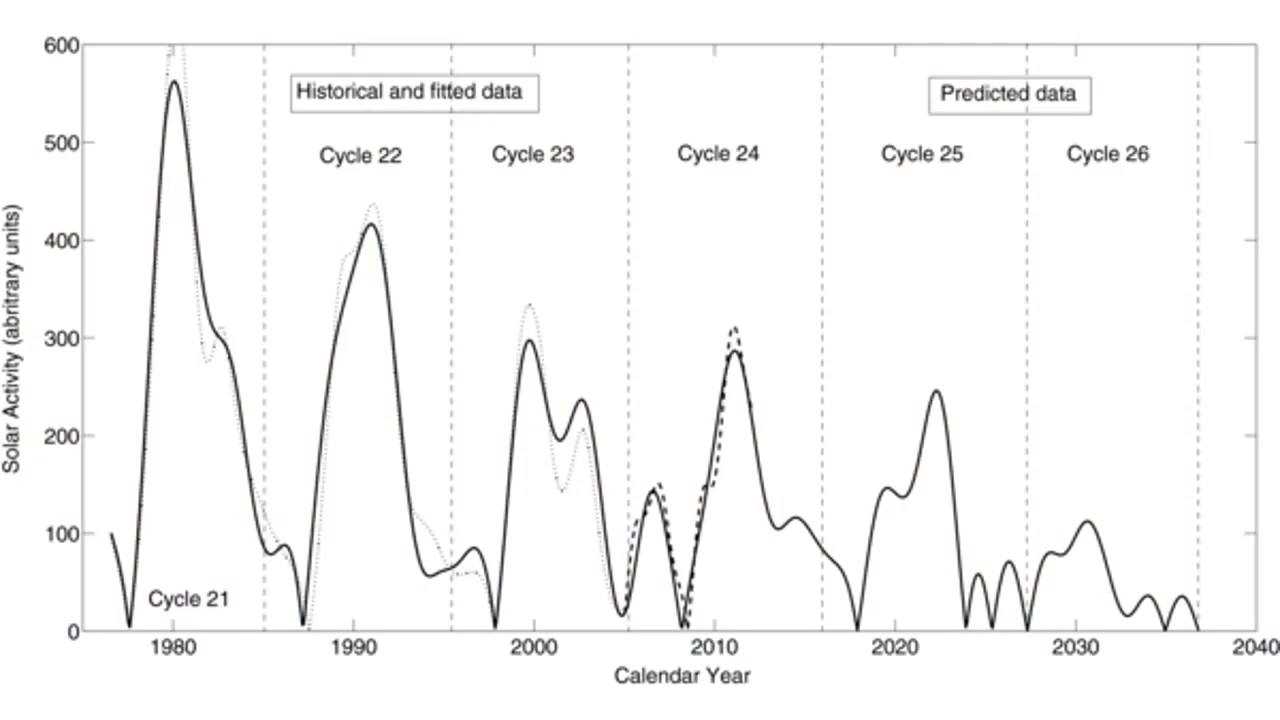 600
500
400
300
200
100
0
Solar Activity (abritrary units)
Historical and fitted data
Predicted data
Cycle 22
Cycle 23
Cycle 24
Cycle 25
Cycle 26
Cycle 21
1980
1990
2000
2010
2020
2030
2040
Calendar Year